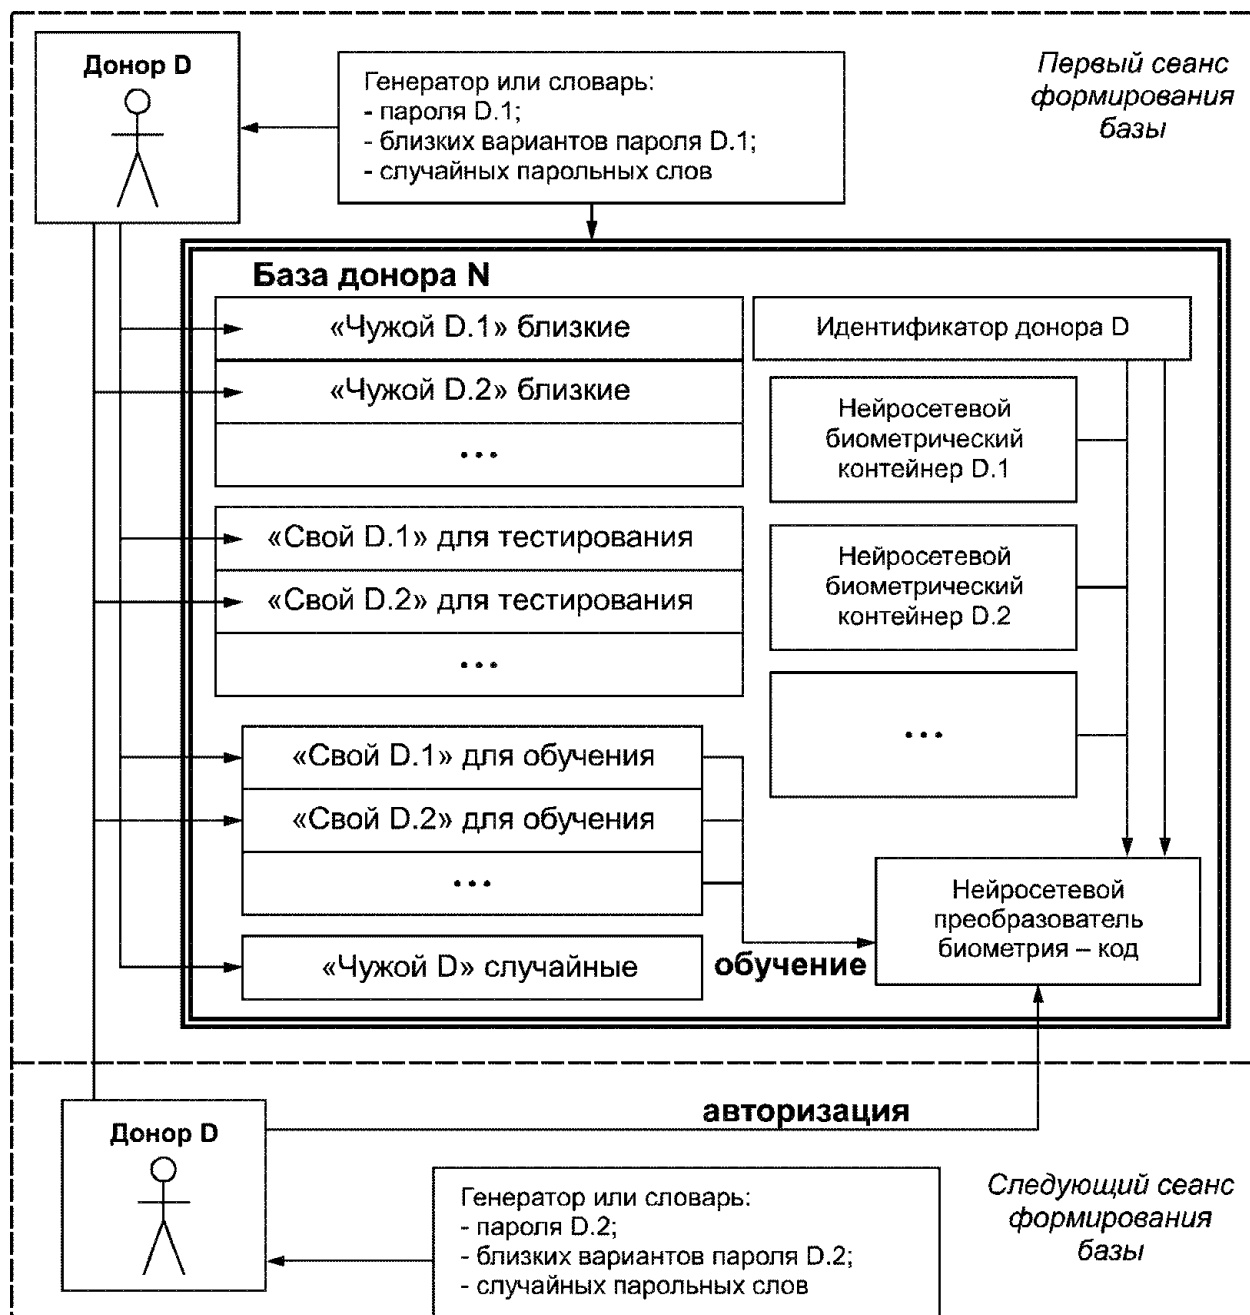 Донор D
Генератор или словарь:
- пароля D.1;
- близких вариантов пароля D.1;
- случайных парольных слов
Первый сеанс
формирования
базы
База донора N
«Чужой D.1» близкие
«Чужой D.2» близкие
...
«Свой D.1» для тестирования
«Свой D.2» для тестирования
...
«Свой D.1» для обучения
«Свой D.2» для обучения
...
«Чужой D» случайные
Идентификатор донора D
Нейросетевой
биометрический
контейнер D.1
Нейросетевой
биометрический
контейнер D.2
...
обучение
Нейросетевой
преобразователь
биометрия – код
авторизация
Донор D
Генератор или словарь:
- пароля D.2;
- близких вариантов пароля D.2;
- случайных парольных слов
Следующий сеанс
формирования
базы